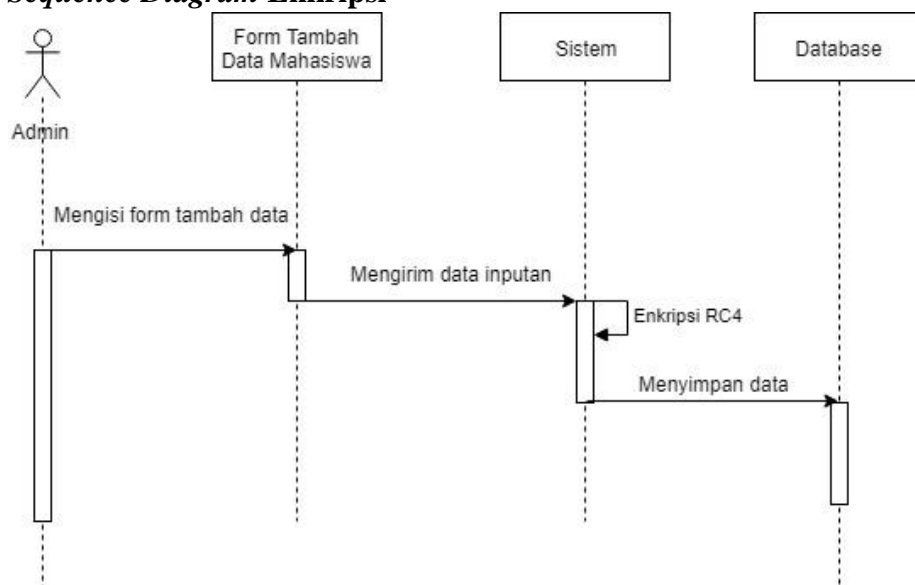 Sequence Diagram Enkripsi
Form Tambah
Data Mahasiswa
Sistem
Database
Admin
Mengisi form tambah data
Mengirim data inputan
Enkripsi RC4
Menyimpan data